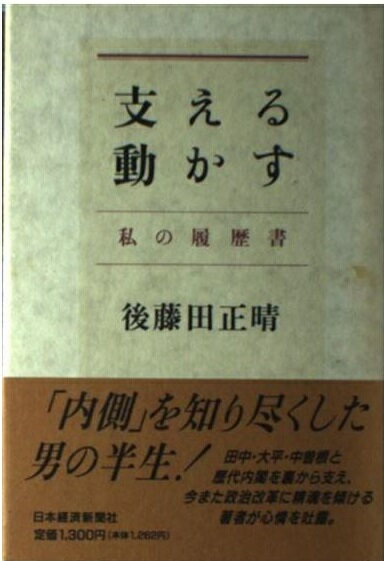 支える
動かす
私の履歴書
後藤田正晴
「内側」を知り尽くした
男の半生!
田中・大平・中曽根と
歴代内閣を裏から支え、
今また政治改革に精魂を傾ける
著者が心情を吐露。
日本経済新聞社
定価1,300円(本体1,262円)